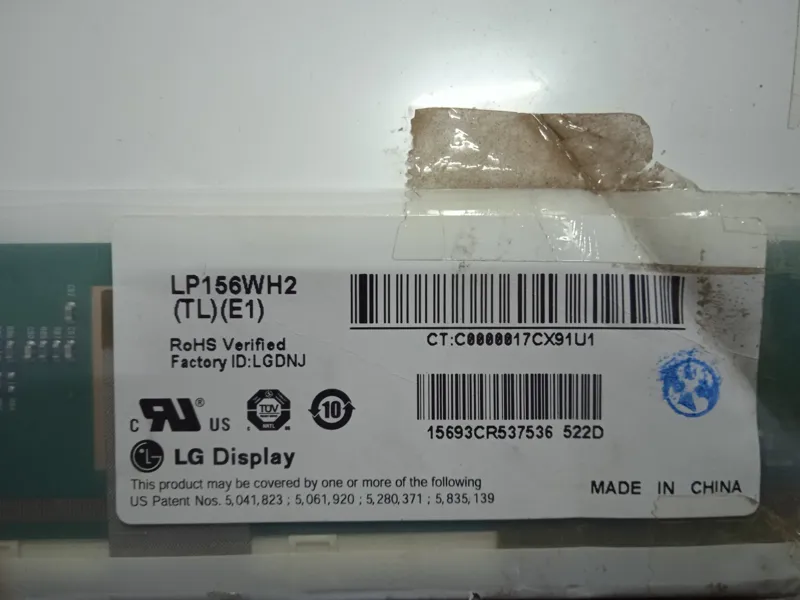 LP156WH2
(TL)(E1)
RoHS Verified
Factory ID:LGDNJ
CT:C0000017CX91U1
C RU ® US
TÜV
10
15693CR537536 522D
LG Display
This product may be covered by one or more of the following
US Patent Nos. 5,041,823 ; 5,061,920 ; 5,280,371 ; 5,835,139
MADE IN CHINA